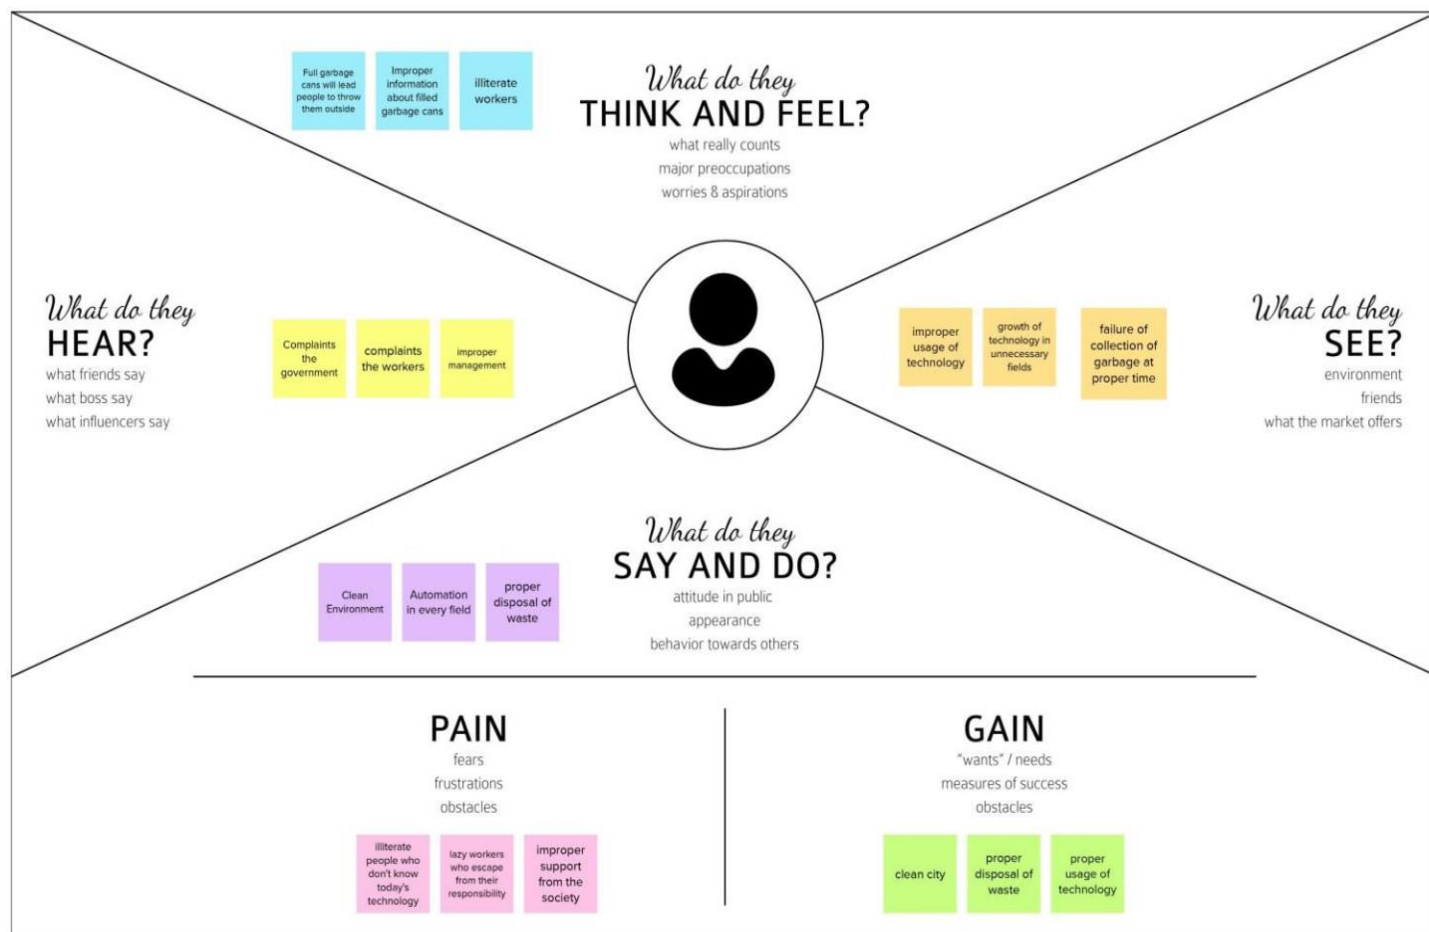 Full garbage
cans will lead
people to throw
them outside
Improper
information
about filled
garbage cans
illiterate
workers
What do they
THINK AND FEEL?
what really counts
major preoccupations
worries & aspirations
What do they
HEAR?
what friends say
what boss say
what influencers say
Complaints
the
government
complaints
the workers
improper
management
improper
usage of
technology
growth of
technology in
unnecessary
fields
failure of
collection of
garbage at
proper time
What do they
SEE?
environment
friends
what the market offers
What do they
SAY AND DO?
attitude in public
appearance
behavior towards others
Clean
Environment
Automation
in every field
proper
disposal of
waste
PAIN
fears
frustrations
obstacles
illiterate
people who
don't know
today's
technology
lazy workers
who escape
from their
responsibility
improper
support
from the
society
GAIN
"wants" / needs
measures of success
obstacles
clean city
proper
disposal of
waste
proper
usage of
technology